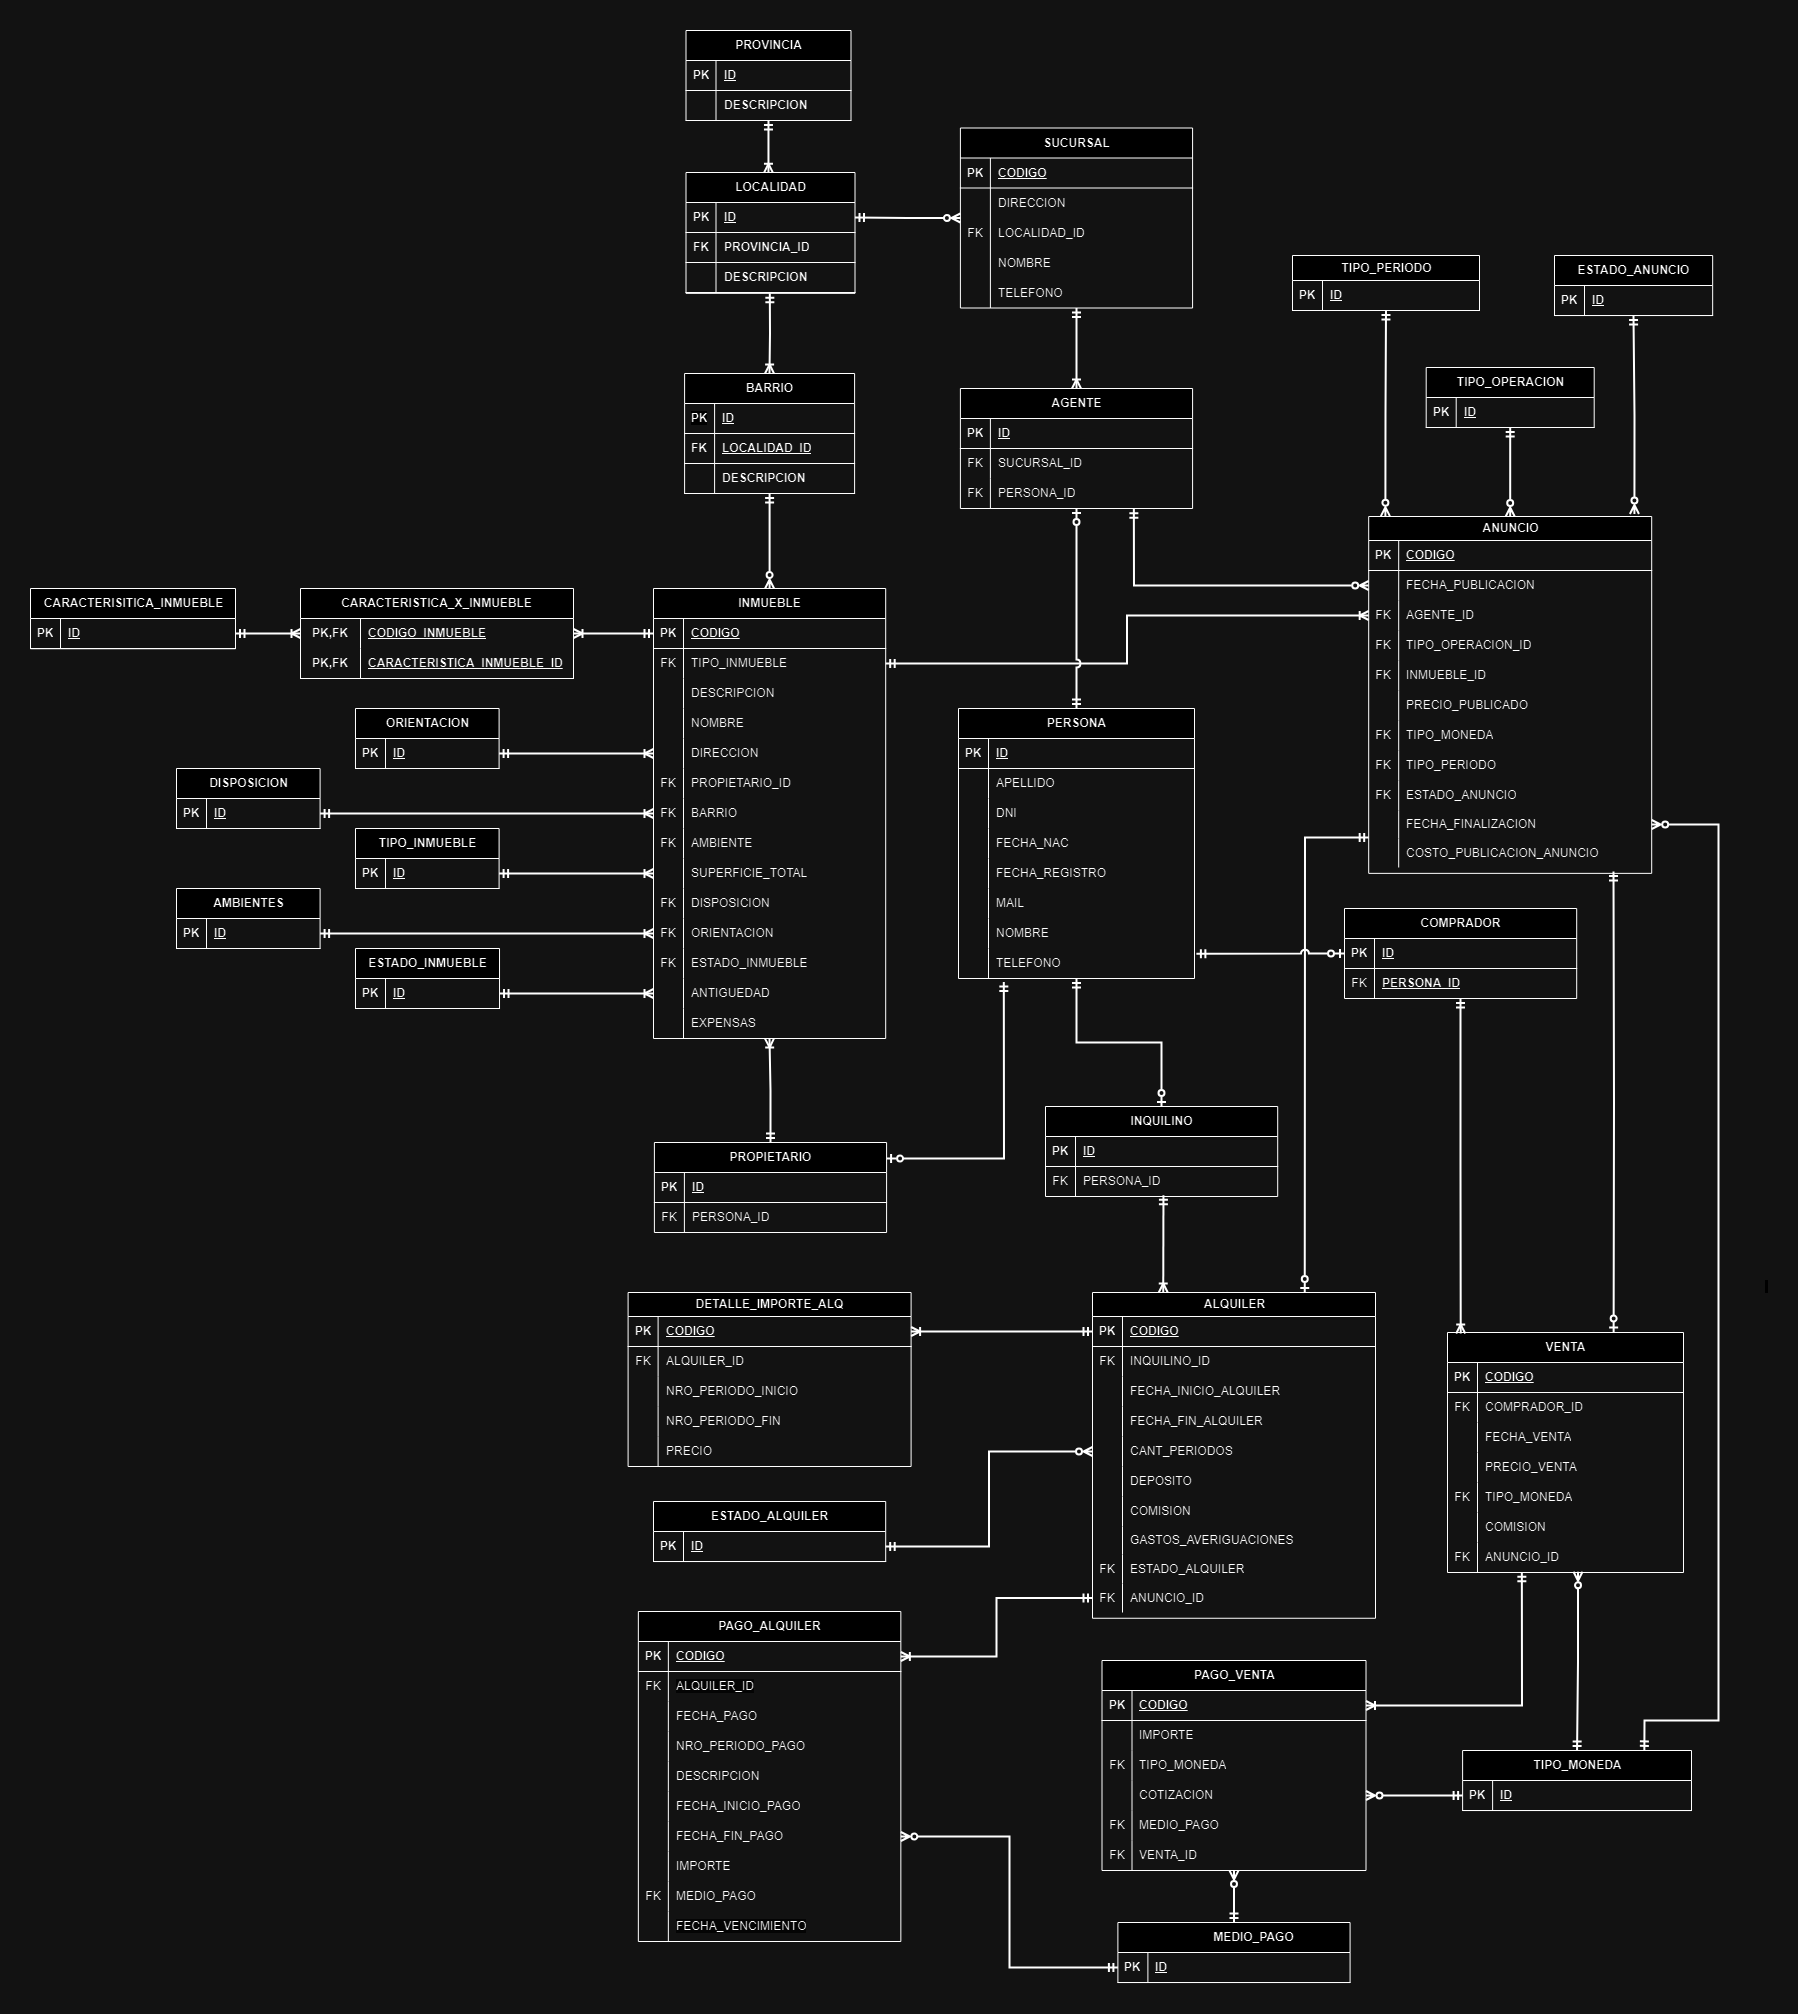 PROVINCIA
PK ID
DESCRIPCION
LOCALIDAD
PK ID
FK PROVINCIA_ID
DESCRIPCION
SUCURSAL
PK CODIGO
DIRECCION
FK LOCALIDAD_ID
NOMBRE
TELEFONO
TIPO_PERIODO
PK ID
ESTADO_ANUNCIO
PK ID
TIPO_OPERACION
PK ID
BARRIO
PK ID
FK LOCALIDAD_ID
DESCRIPCION
AGENTE
PK ID
FK SUCURSAL_ID
FK PERSONA_ID
ANUNCIO
PK CODIGO
FECHA_PUBLICACION
FK AGENTE_ID
FK TIPO_OPERACION_ID
FK INMUEBLE_ID
PRECIO_PUBLICADO
FK TIPO_MONEDA
FK TIPO_PERIODO
FK ESTADO_ANUNCIO
FECHA_FINALIZACION
COSTO_PUBLICACION_ANUNCIO
CARACTERISITICA_INMUEBLE
PK ID
CARACTERISTICA_X_INMUEBLE
PK,FK CODIGO_INMUEBLE
PK,FK CARACTERISTICA_INMUEBLE_ID
INMUEBLE
PK CODIGO
FK TIPO_INMUEBLE
DESCRIPCION
NOMBRE
DIRECCION
FK PROPIETARIO_ID
FK BARRIO
FK AMBIENTE
SUPERFICIE_TOTAL
FK DISPOSICION
FK ORIENTACION
FK ESTADO_INMUEBLE
ANTIGUEDAD
EXPENSAS
ORIENTACION
PK ID
DISPOSICION
PK ID
TIPO_INMUEBLE
PK ID
AMBIENTES
PK ID
ESTADO_INMUEBLE
PK ID
PERSONA
PK ID
APELLIDO
DNI
FECHA_NAC
FECHA_REGISTRO
MAIL
NOMBRE
TELEFONO
COMPRADOR
PK ID
FK PERSONA_ID
PROPIETARIO
PK ID
FK PERSONA_ID
INQUILINO
PK ID
FK PERSONA_ID
DETALLE_IMPORTE_ALQ
PK CODIGO
FK ALQUILER_ID
NRO_PERIODO_INICIO
NRO_PERIODO_FIN
PRECIO
ALQUILER
PK CODIGO
FK INQUILINO_ID
FECHA_INICIO_ALQUILER
FECHA_FIN_ALQUILER
CANT_PERIODOS
DEPOSITO
COMISION
GASTOS_AVERIGUACIONES
FK ESTADO_ALQUILER
FK ANUNCIO_ID
VENTA
PK CODIGO
FK COMPRADOR_ID
FECHA_VENTA
PRECIO_VENTA
FK TIPO_MONEDA
COMISION
FK ANUNCIO_ID
ESTADO_ALQUILER
PK ID
PAGO_ALQUILER
PK CODIGO
FK ALQUILER_ID
FECHA_PAGO
NRO_PERIODO_PAGO
DESCRIPCION
FECHA_INICIO_PAGO
FECHA_FIN_PAGO
IMPORTE
FK MEDIO_PAGO
FECHA_VENCIMIENTO
PAGO_VENTA
PK CODIGO
IMPORTE
FK TIPO_MONEDA
COTIZACION
FK MEDIO_PAGO
FK VENTA_ID
TIPO_MONEDA
PK ID
MEDIO_PAGO
PK ID